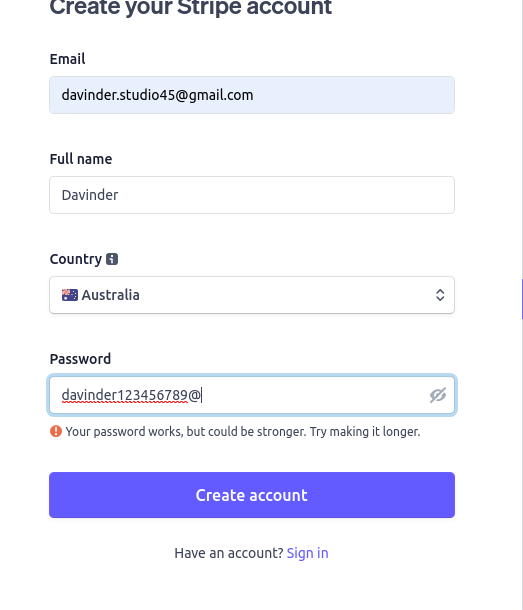 Create your Stripe account
Email
davinder.studio45@gmail.com
Full name
Davinder
Country
Australia
Password
davinder123456789@
Your password works, but could be stronger. Try making it longer.
Create account
Have an account? Sign in